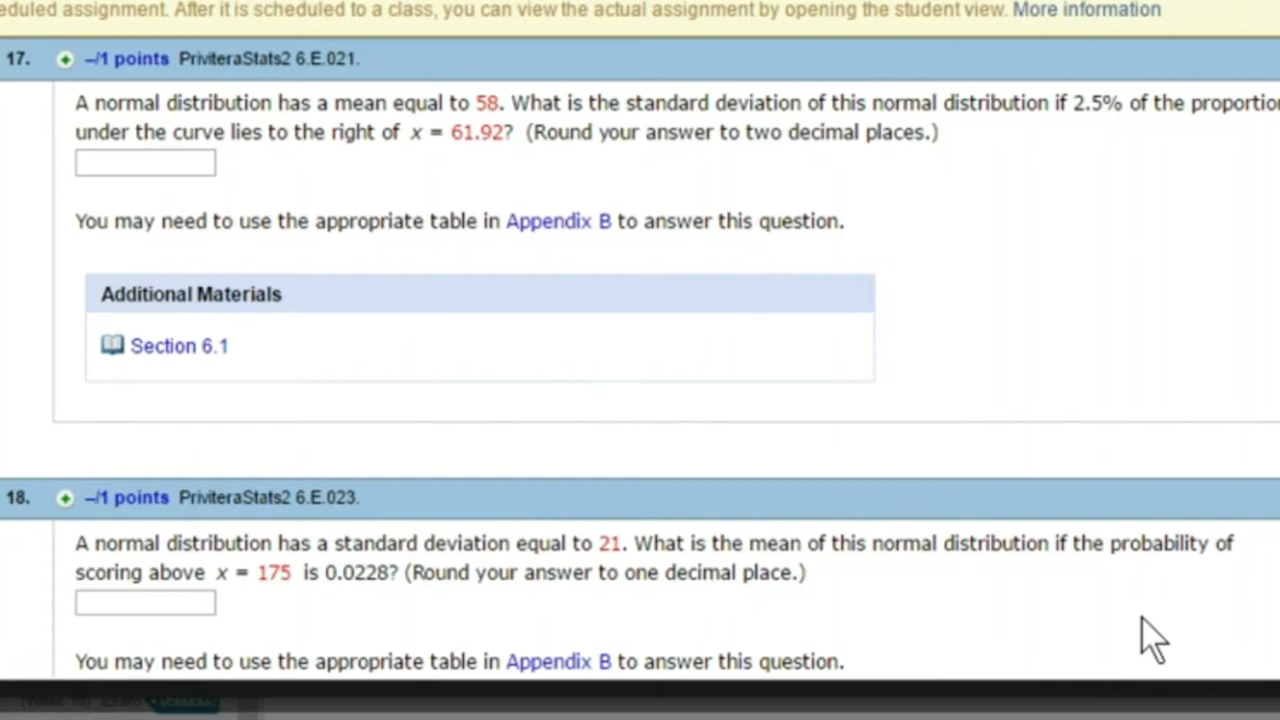 eduled assignment. After it is scheduled to a class, you can view the actual assignment by opening the student view. More information
17. –/1 points PriviteraStats2 6.E.021.
A normal distribution has a mean equal to 58. What is the standard deviation of this normal distribution if 2.5% of the proportion
under the curve lies to the right of x = 61.92? (Round your answer to two decimal places.)
You may need to use the appropriate table in Appendix B to answer this question.
Additional Materials
Section 6.1
18. –/1 points PriviteraStats2 6.E.023.
A normal distribution has a standard deviation equal to 21. What is the mean of this normal distribution if the probability of
scoring above x = 175 is 0.0228? (Round your answer to one decimal place.)
You may need to use the appropriate table in Appendix B to answer this question.